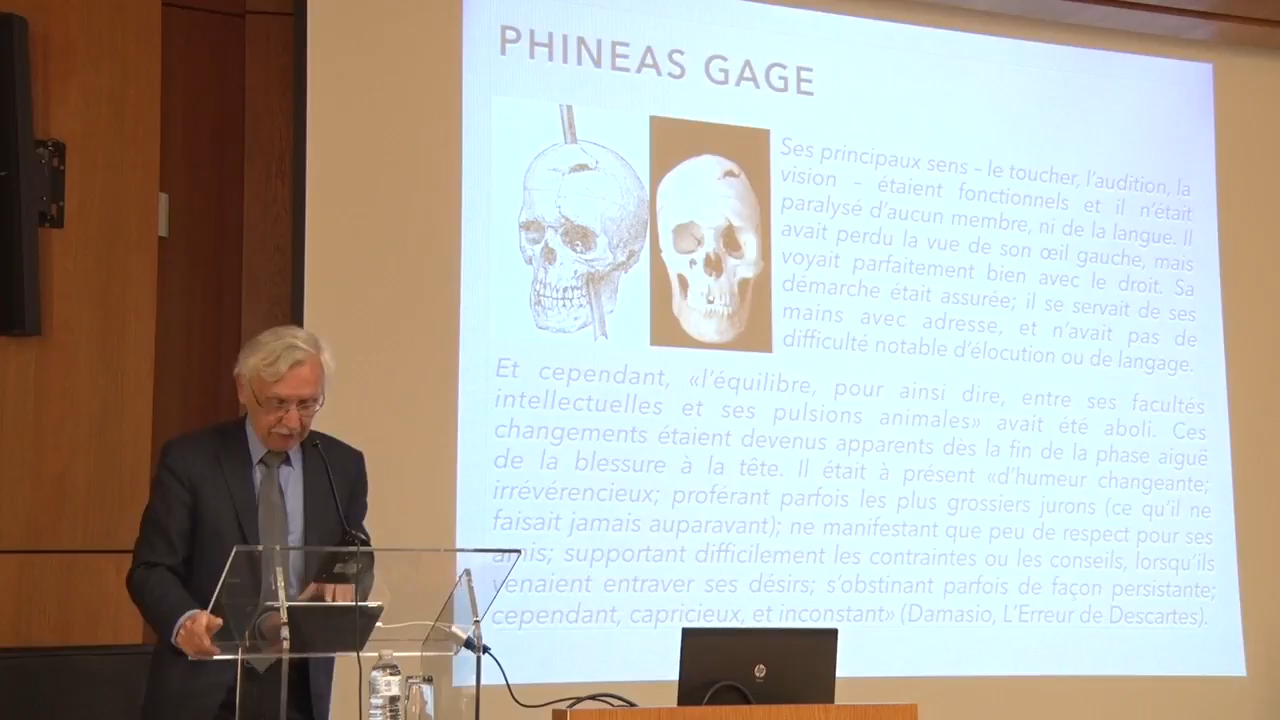 PHINEAS GAGE
Ses principaux sens – le toucher, l'audition, la
vision – étaient fonctionnels et il n'était
paralysé d'aucun membre, ni de la langue. Il
avait perdu la vue de son œil gauche, mais
voyait parfaitement bien avec le droit. Sa
démarche était assurée; il se servait de ses
mains avec adresse, et n'avait pas de
difficulté notable d'élocution ou de langage.
Et cependant, «l'équilibre, pour ainsi dire, entre ses facultés
intellectuelles et ses pulsions animales» avait été aboli. Ces
changements étaient devenus apparents dès la fin de la phase aiguë
de la blessure à la tête. Il était à présent «d'humeur changeante;
irrévérencieux; proférant parfois les plus grossiers jurons (ce qu'il ne
faisait jamais auparavant); ne manifestant que peu de respect pour ses
amis; supportant difficilement les contraintes ou les conseils, lorsqu'ils
venaient entraver ses désirs; s'obstinant parfois de façon persistante;
cependant, capricieux, et inconstant» (Damasio, L'Erreur de Descartes).
hp